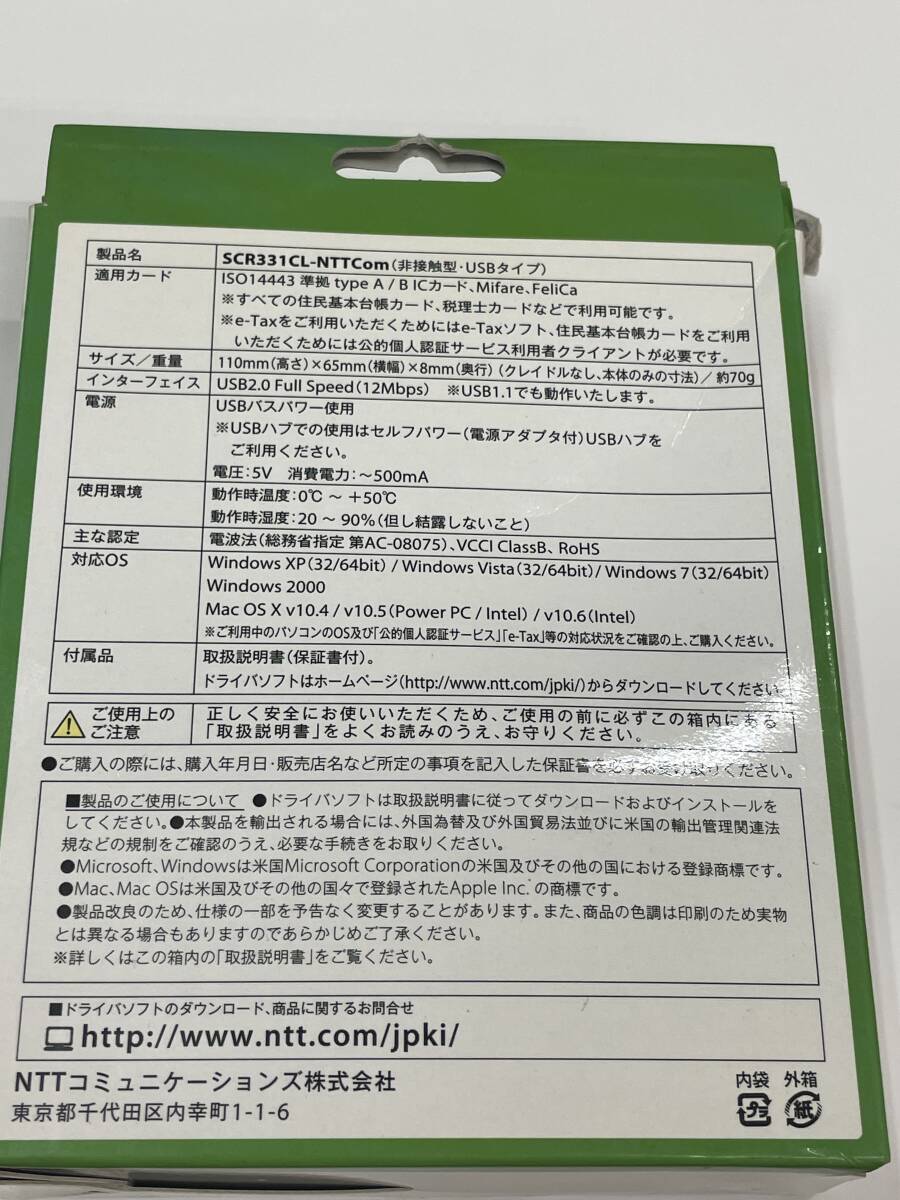 製品名 SCR331CL-NTTCom(非接触型・USBタイプ)
適用カード ISO14443 準拠 type A / B ICカード、Mifare、FeliCa
※すべての住民基本台帳カード、税理士カードなどで利用可能です。
※e-Taxをご利用いただくためにはe-Taxソフト、住民基本台帳カードをご利用
いただくためには公的個人認証サービス利用者クライアントが必要です。
サイズ/重量 110mm(高さ)×65mm(横幅)×8mm(奥行) (クレイドルなし、本体のみの寸法)/ 約70g
インターフェイス USB2.0 Full Speed(12Mbps) ※USB1.1でも動作いたします。
電源 USBバスパワー使用
※USBハブでの使用はセルフパワー(電源アダプタ付)USBハブを
ご利用ください。
電圧:5V 消費電力:~500mA
使用環境 動作時温度:0℃ ~ +50℃
動作時湿度:20 ~ 90%(但し結露しないこと)
主な認定 電波法(総務省指定 第AC-08075)、VCCI ClassB、RoHS
対応OS Windows XP(32/64bit) / Windows Vista(32/64bit)/ Windows 7(32/64bit)
Windows 2000
Mac OS X v10.4 / v10.5(Power PC / Intel) / v10.6(Intel)
※ご利用中のパソコンのOS及び「公的個人認証サービス」「e-Tax」等の対応状況をご確認の上、ご購入ください。
付属品 取扱説明書(保証書付)。
ドライバソフトはホームページ(http://www.ntt.com/jpki/)からダウンロードしてください
ご使用上の
ご注意
正しく安全にお使いいただくため、ご使用の前に必ずこの箱内にある
「取扱説明書」をよくお読みのうえ、お守りください。
●ご購入の際には、購入年月日・販売店名など所定の事項を記入した保証書を必ずお受け取りください。
■製品のご使用について ●ドライバソフトは取扱説明書に従ってダウンロードおよびインストールを
してください。●本製品を輸出される場合には、外国為替及び外国貿易法並びに米国の輸出管理関連法
規などの規制をご確認のうえ、必要な手続きをお取りください。
●Microsoft、Windowsは米国Microsoft Corporationの米国及びその他の国における登録商標です。
●Mac、Mac OSは米国及びその他の国々で登録されたApple Inc.の商標です。
●製品改良のため、仕様の一部を予告なく変更することがあります。また、商品の色調は印刷のため実物
とは異なる場合もありますのであらかじめご了承ください。
※詳しくはこの箱内の「取扱説明書」をご覧ください。
■ドライバソフトのダウンロード、商品に関するお問合せ
http://www.ntt.com/jpki/
NTTコミュニケーションズ株式会社
東京都千代田区内幸町1-1-6
内袋 外箱
プラ 紙